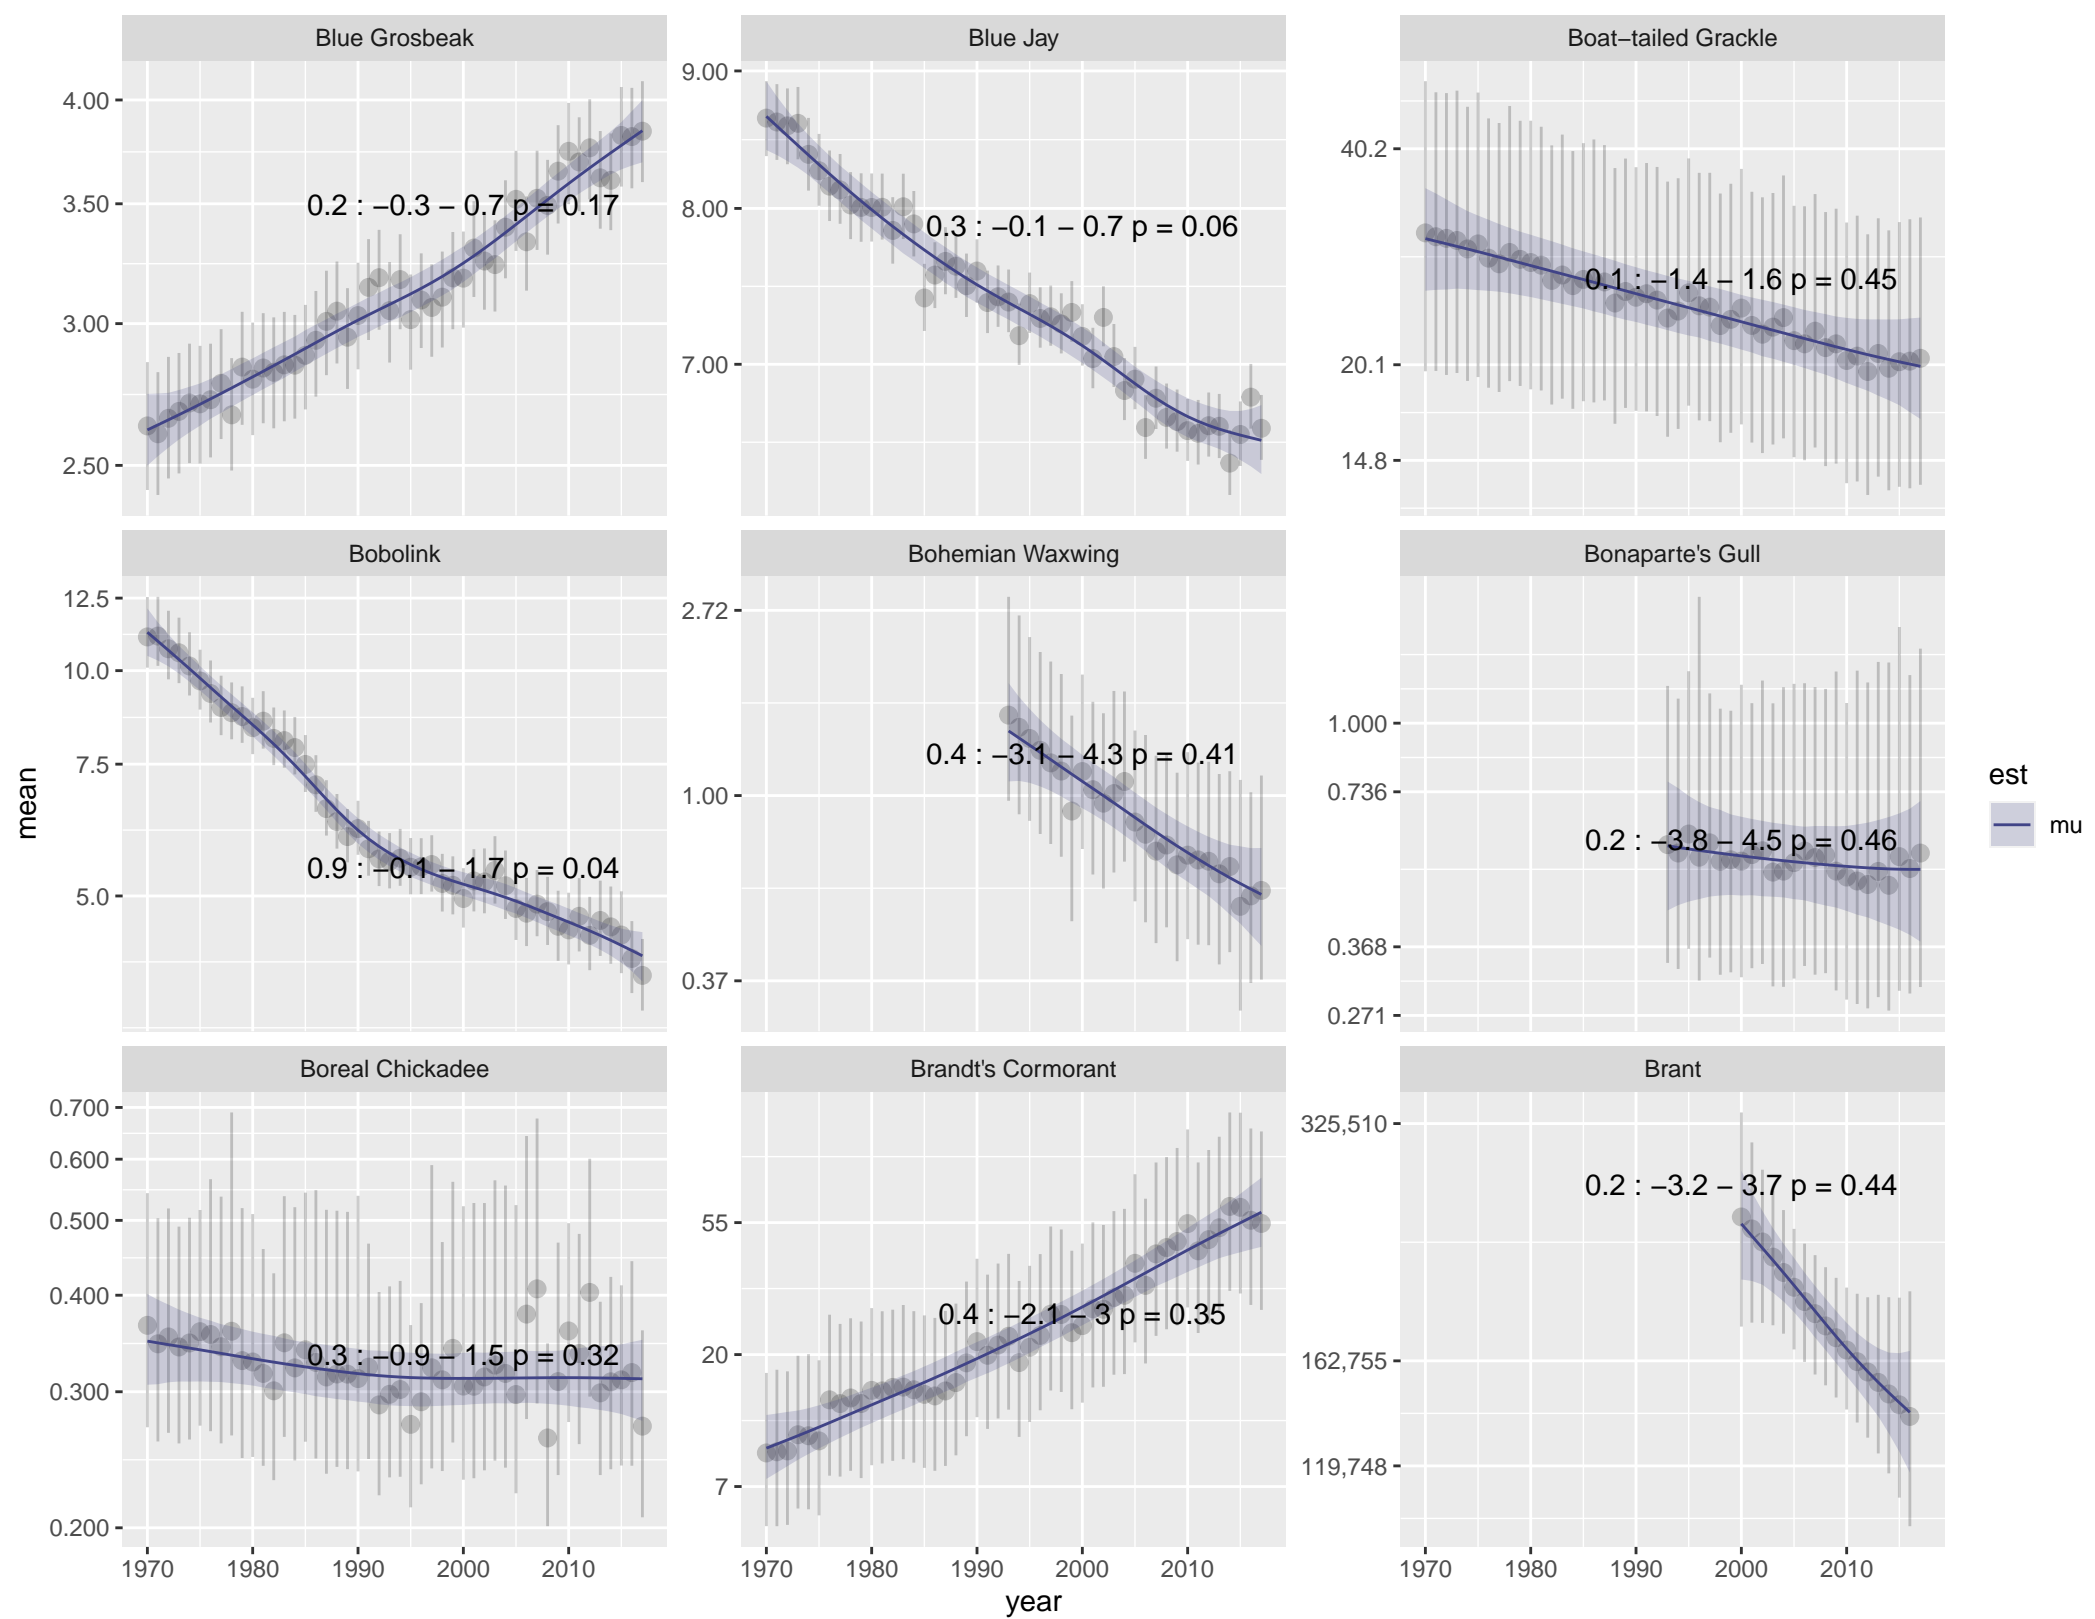 Blue Grosbeak
Blue Jay
Boat−tailed Grackle
4.00
3.50
3.00
2.50
0.2 : −0.3 − 0.7 p = 0.17
9.00
8.00
7.00
0.3 : −0.1 − 0.7 p = 0.06
40.2
20.1
14.8
0.1 : −1.4 − 1.6 p = 0.45
Bobolink
Bohemian Waxwing
Bonaparte's Gull
12.5
10.0
7.5
5.0
0.9 : −0.1 − 1.7 p = 0.04
2.72
1.00
0.37
0.4 : −3.1 − 4.3 p = 0.41
1.000
0.736
0.368
0.271
0.2 : −3.8 − 4.5 p = 0.46
Boreal Chickadee
Brandt's Cormorant
Brant
0.700
0.600
0.500
0.400
0.300
0.200
0.3 : −0.9 − 1.5 p = 0.32
55
20
7
0.4 : −2.1 − 3 p = 0.35
325,510
162,755
119,748
0.2 : −3.2 − 3.7 p = 0.44
1970 1980 1990 2000 2010
1970 1980 1990 2000 2010
1970 1980 1990 2000 2010
year
mean
est
mu